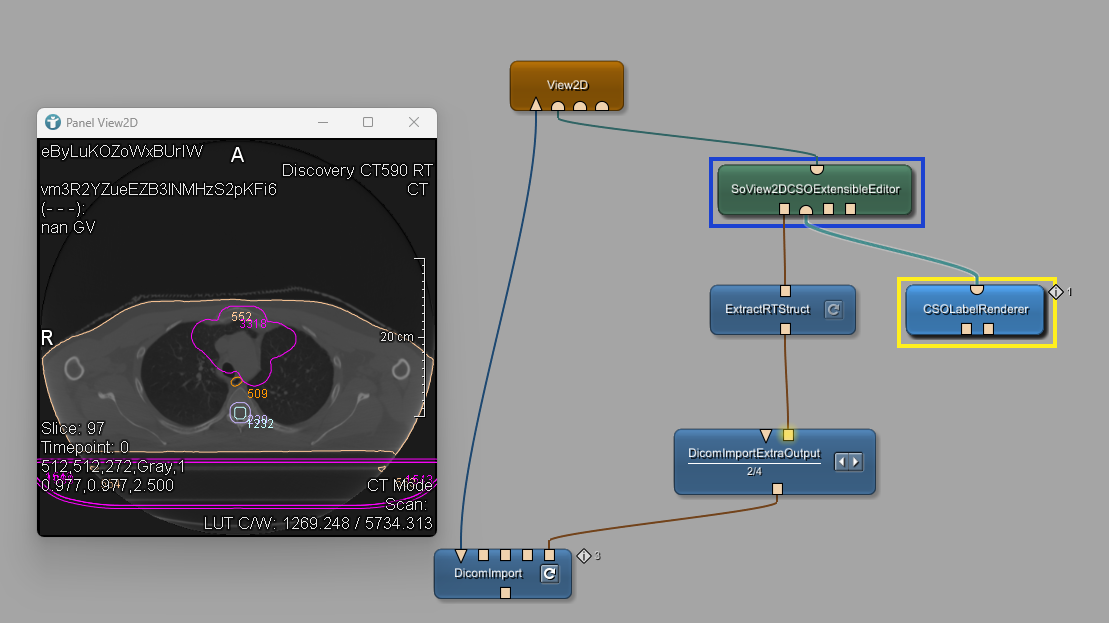 Panel View2D
eByLuKOZoWxBUrIW
A
Discovery CT590 RT
vm3R2YZueEZB3lNMHzS2pKFi6
CT
(---):
nan GV
552
3318
R
20 cm
509
1232
Slice: 97
Timepoint: 0
512,512,272,Gray,1
0.977,0.977,2.500
CT Mode
Scan:
LUT C/W: 1269.248 / 5734.313
View2D
SoView2DCSOExtensibleEditor
ExtractRTStruct
CSOLabelRenderer
1
DicomImportExtraOutput
2/4
DicomImport
3